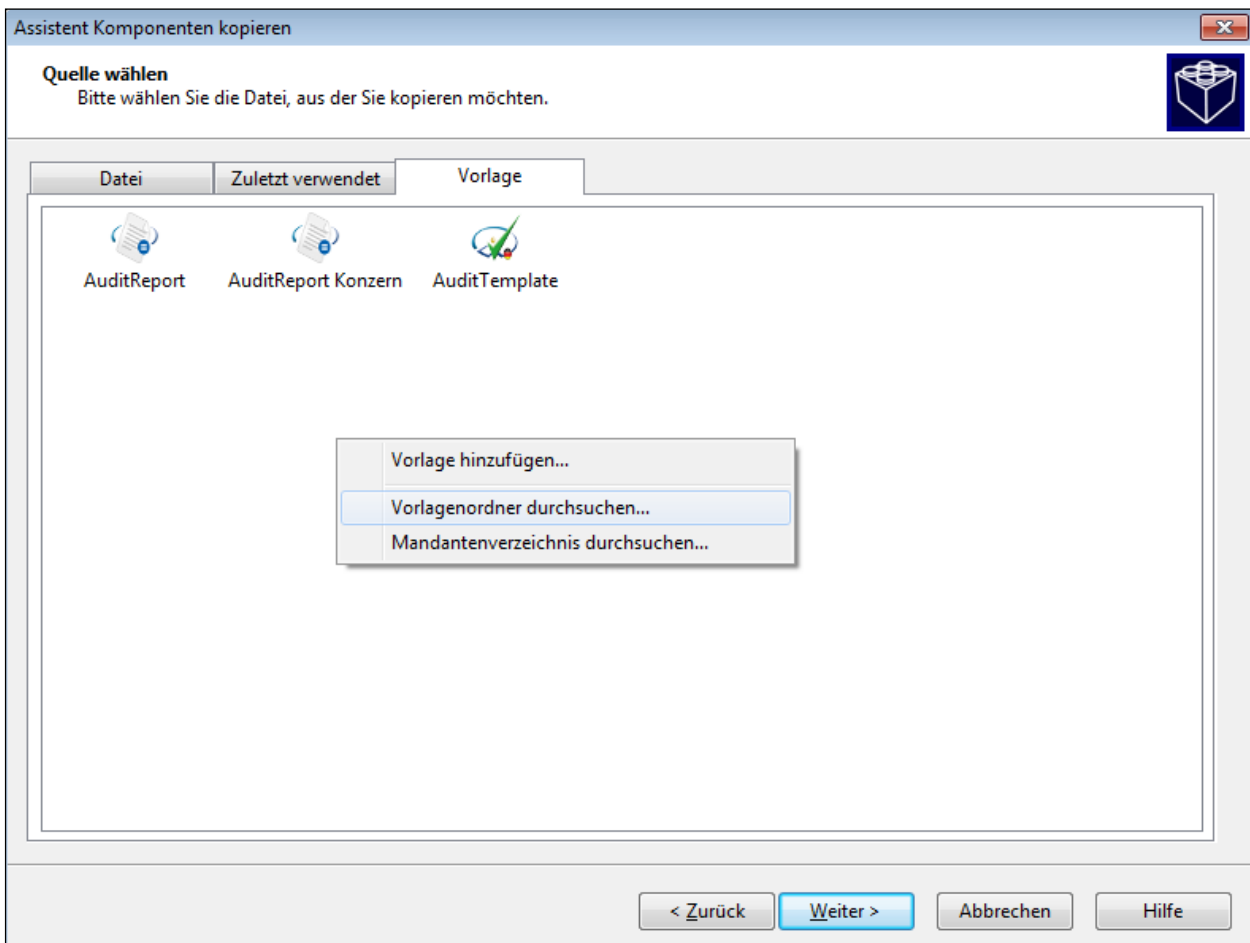 Assistent Komponenten kopieren
Quelle wählen
Bitte wählen Sie die Datei, aus der Sie kopieren möchten.
Datei Zuletzt verwendet Vorlage
AuditReport AuditReport Konzern AuditTemplate
Vorlage hinzufügen...
Vorlagenordner durchsuchen...
Mandantenverzeichnis durchsuchen...
< Zurück Weiter > Abbrechen Hilfe